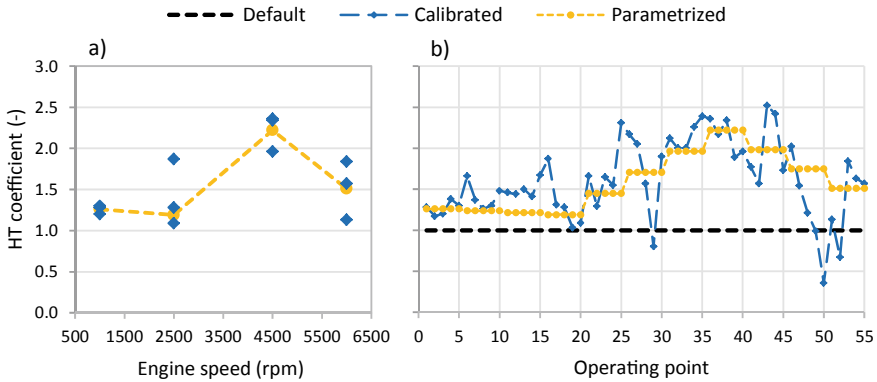 Default Calibrated Parametrized
a) b)
3.0
2.5
2.0
1.5
1.0
0.5
0.0
HT coefficient (-)
500 1500 2500 3500 4500 5500 6500
0 5 10 15 20 25 30 35 40 45 50 55
Engine speed (rpm) Operating point